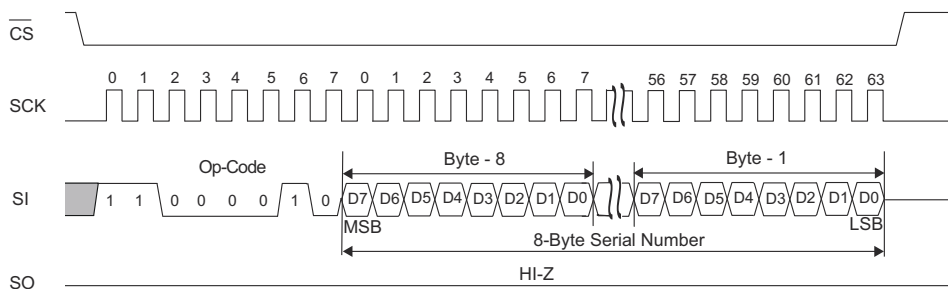 CS
0 1 2 3 4 5 6 7 0 1 2 3 4 5 6 7 56 57 58 59 60 61 62 63
SCK
Op-Code Byte - 8 Byte - 1
SI 1 1 0 0 0 0 1 0 D7 D6 D5 D4 D3 D2 D1 D0 D7 D6 D5 D4 D3 D2 D1 D0
MSB LSB
8-Byte Serial Number
HI-Z
SO